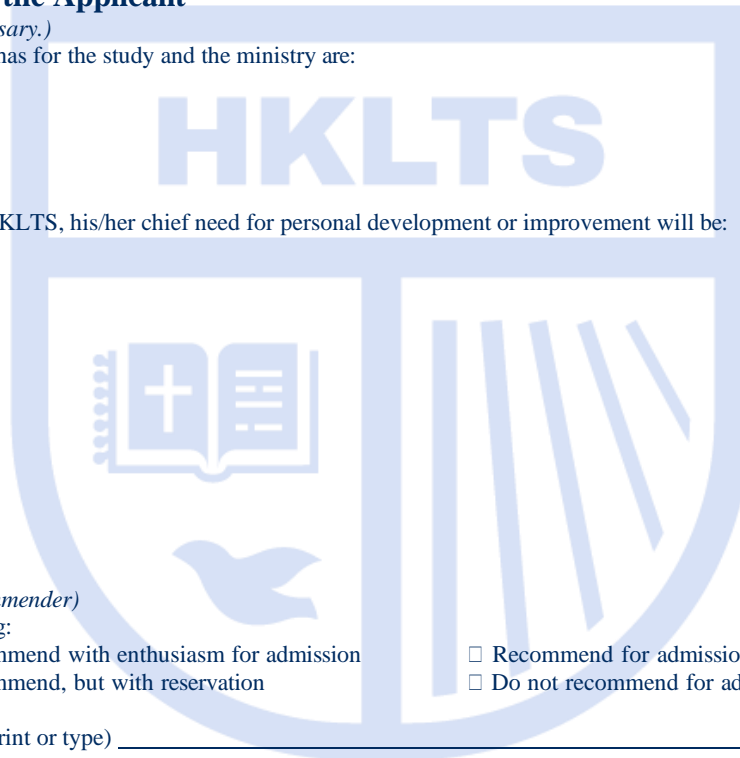 the Applicant
sary.)
has for the study and the ministry are:
HKLTS
KLTS, his/her chief need for personal development or improvement will be:
mender)
g:
mmend with enthusiasm for admission □ Recommend for admissio
mmend, but with reservation □ Do not recommend for ad
rint or type)